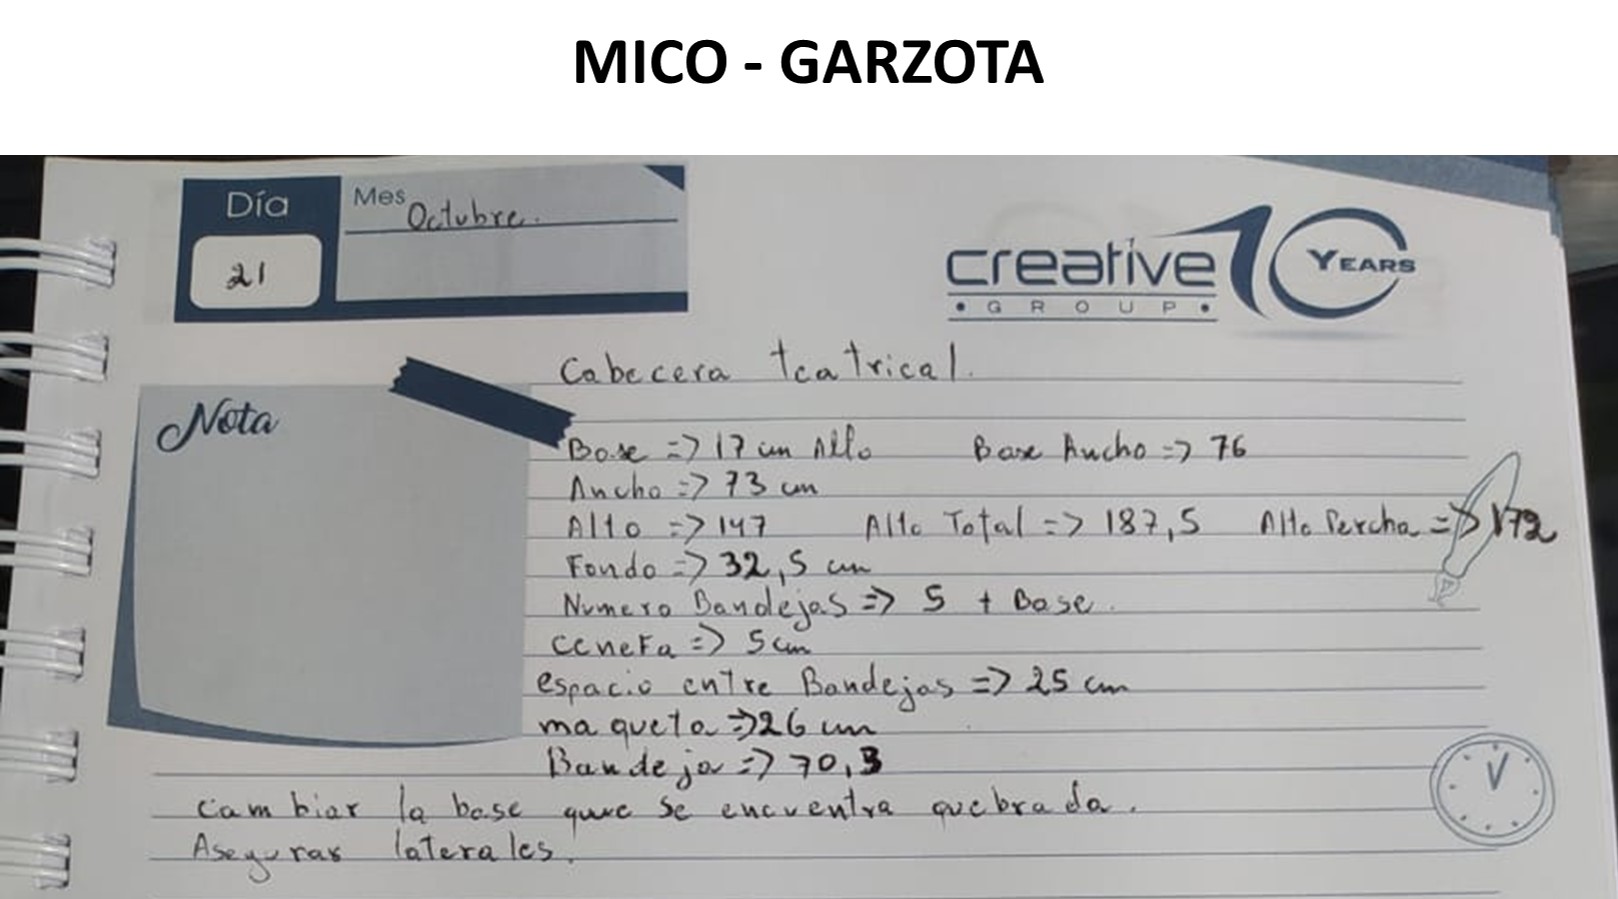 MICO - GARZOTA
Día
Mes Octubre.
21
creative 10 YEARS
GROUP
Cabecera teatrical.
Nota
Base => 17 cm Alto Base Ancho => 76
Ancho => 73 cm
Alto => 147 Alto Total => 187,5 Alto Percha => 172
Fondo => 32,5 cm
Numero Bandejas => 5 + Base.
ceneFa => 5 cm
espacio entre Bandejas => 25 cm
maqueta => 26 cm
Bandeja => 70,3
Cambiar la base que se encuentra quebrada.
Asegurar laterales.